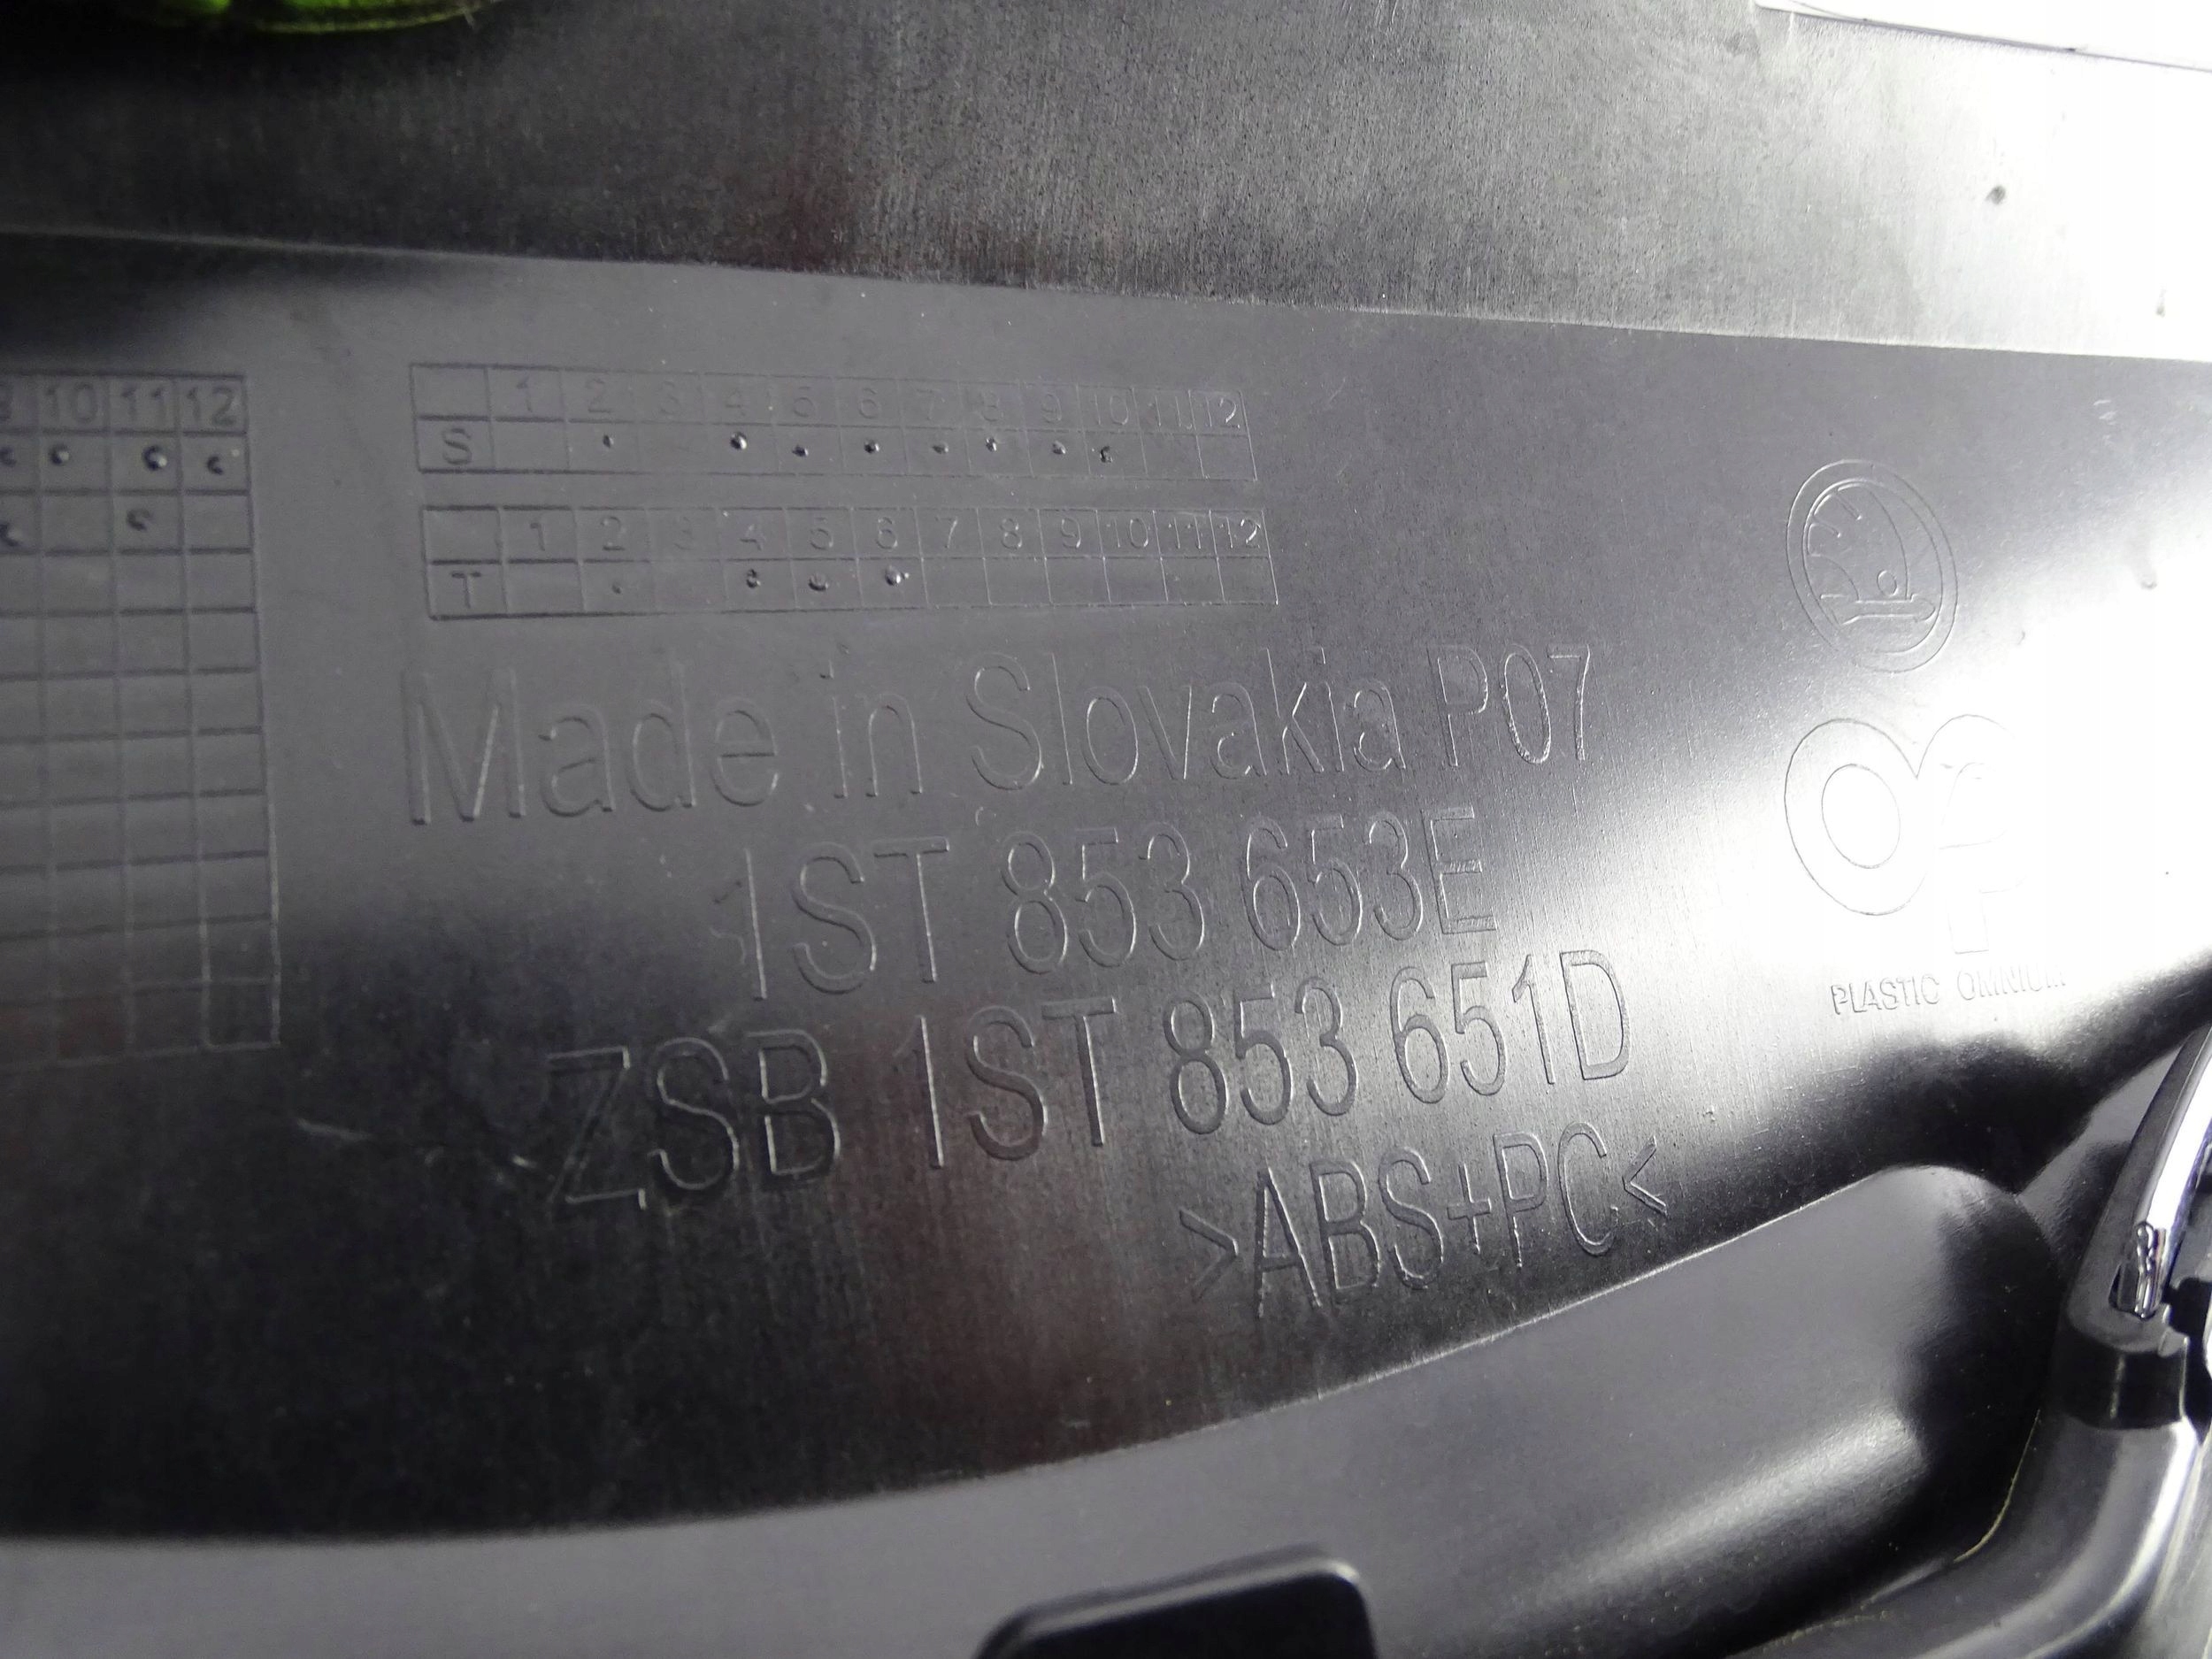 9 10 11 12
1 2 3 4 5 6 7 8 9 10 11 12
S
1 2 3 4 5 6 7 8 9 10 11 12
T
Made in Slovakia P07
1ST 853 653E
ZSB 1ST 853 651D
>ABS+PC<
OP
PLASTIC OMNIUM